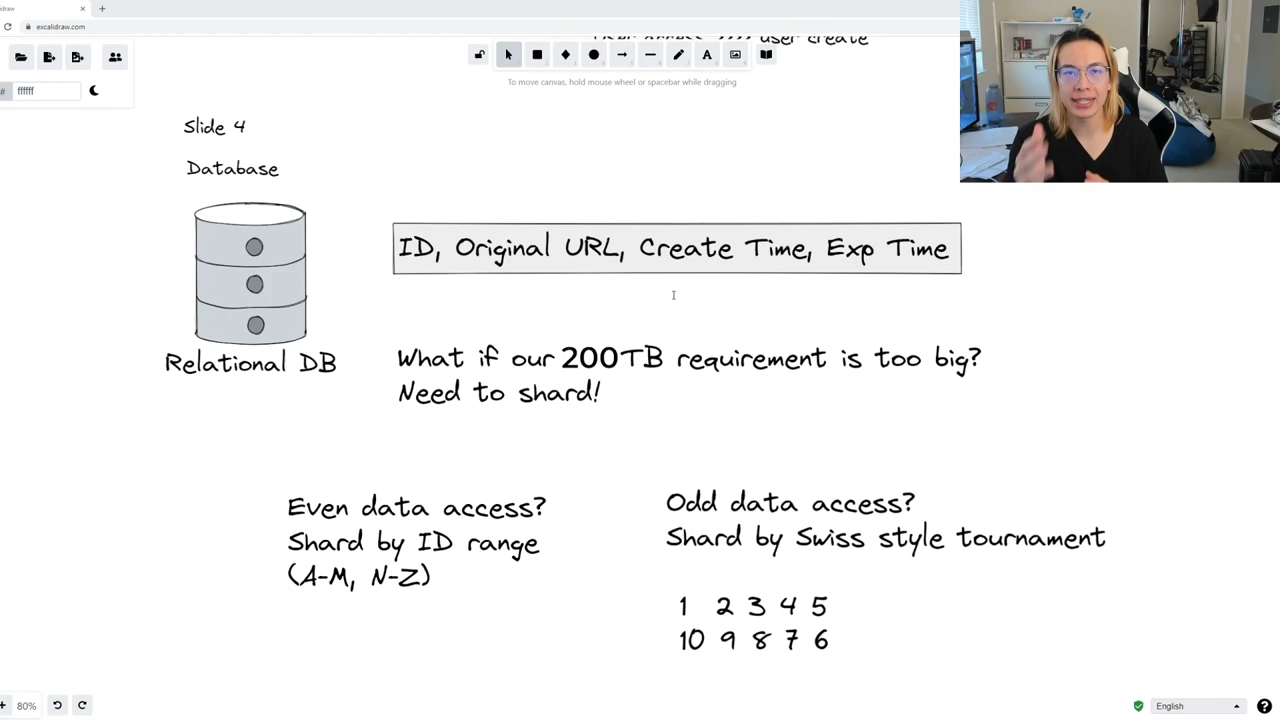 excalidraw.com
user create
To move canvas, hold mouse wheel or spacebar while dragging
# ffffff
Slide 4
Database
ID, Original URL, Create Time, Exp Time
Relational DB
What if our 200TB requirement is too big?
Need to shard!
Even data access?
Shard by ID range
(A-M, N-Z)
Odd data access?
Shard by Swiss style tournament
1 2 3 4 5
10 9 8 7 6
80%
English